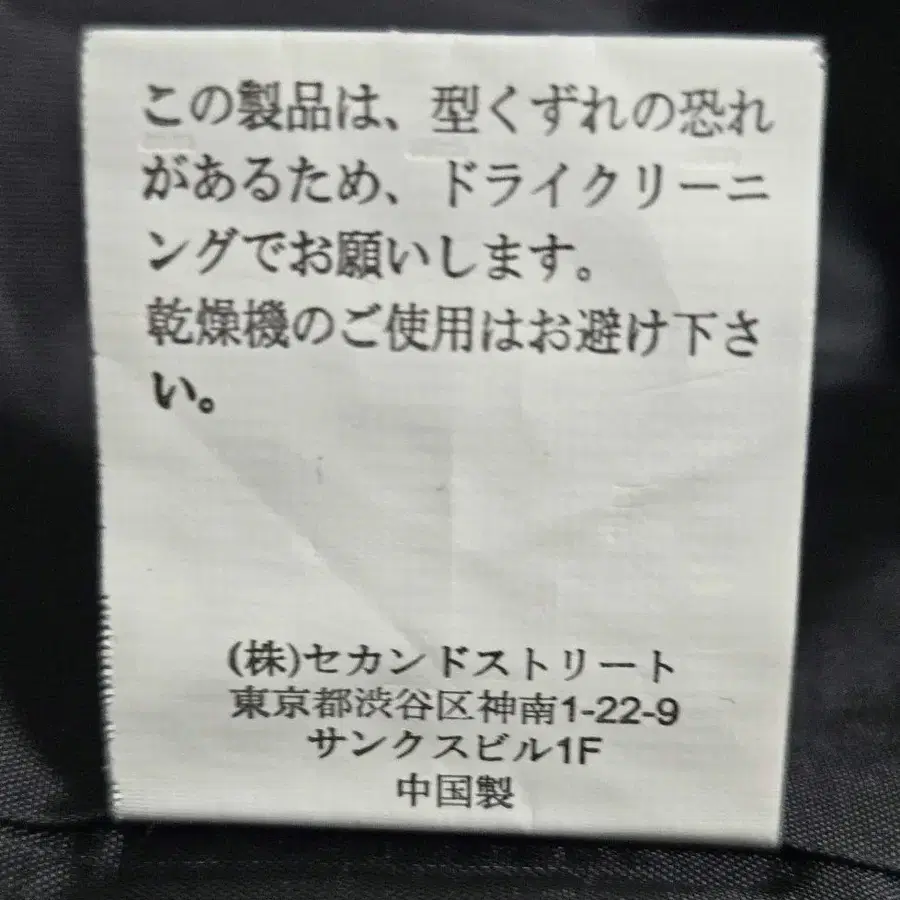 この製品は、型くずれの恐れ
があるため、ドライクリーニ
ングでお願いします。
乾燥機のご使用はお避け下さ
い。
(株)セカンドストリート
東京都渋谷区神南1-22-9
サンクスビル1F
中国製